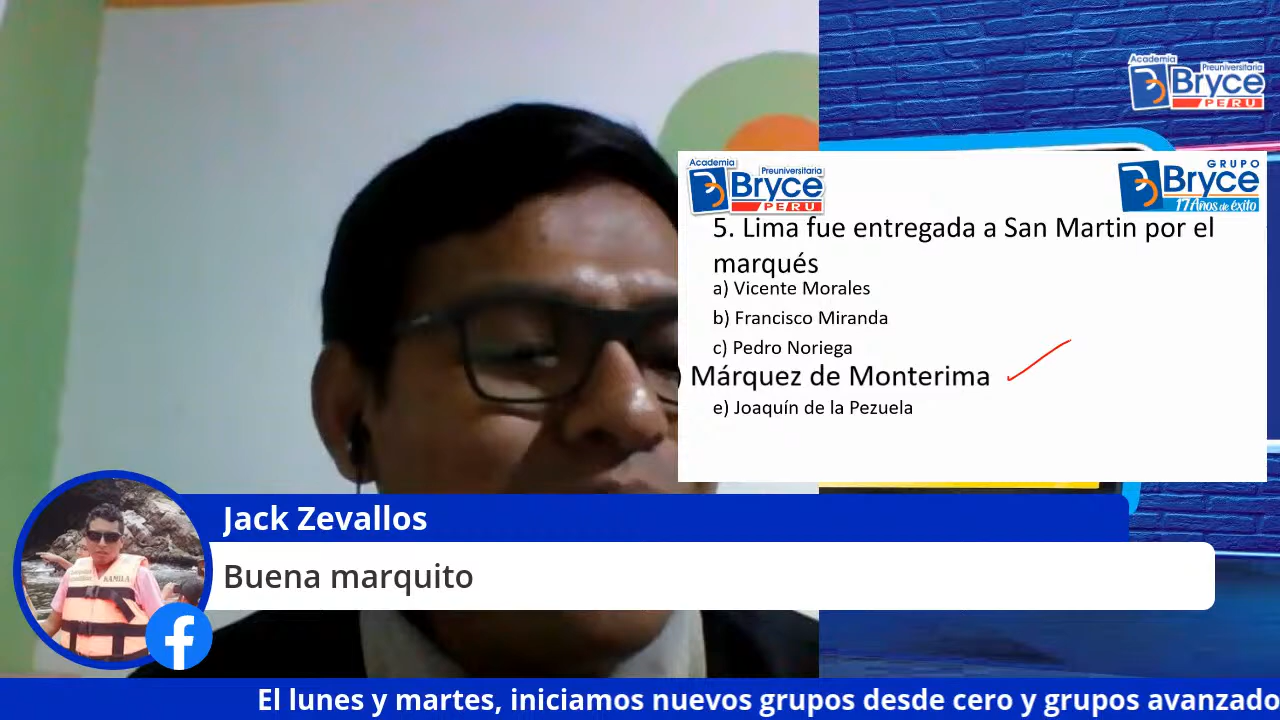 Academia
Preuniversitaria
Bryce
PERU
Academia
Preuniversitaria
Bryce
PERU
GRUPO
Bryce
17 Años de éxito
5. Lima fue entregada a San Martin por el
marqués
a) Vicente Morales
b) Francisco Miranda
c) Pedro Noriega
) Márquez de Monterima
e) Joaquín de la Pezuela
Jack Zevallos
Buena marquito
KAMILA
El lunes y martes, iniciamos nuevos grupos desde cero y grupos avanzado